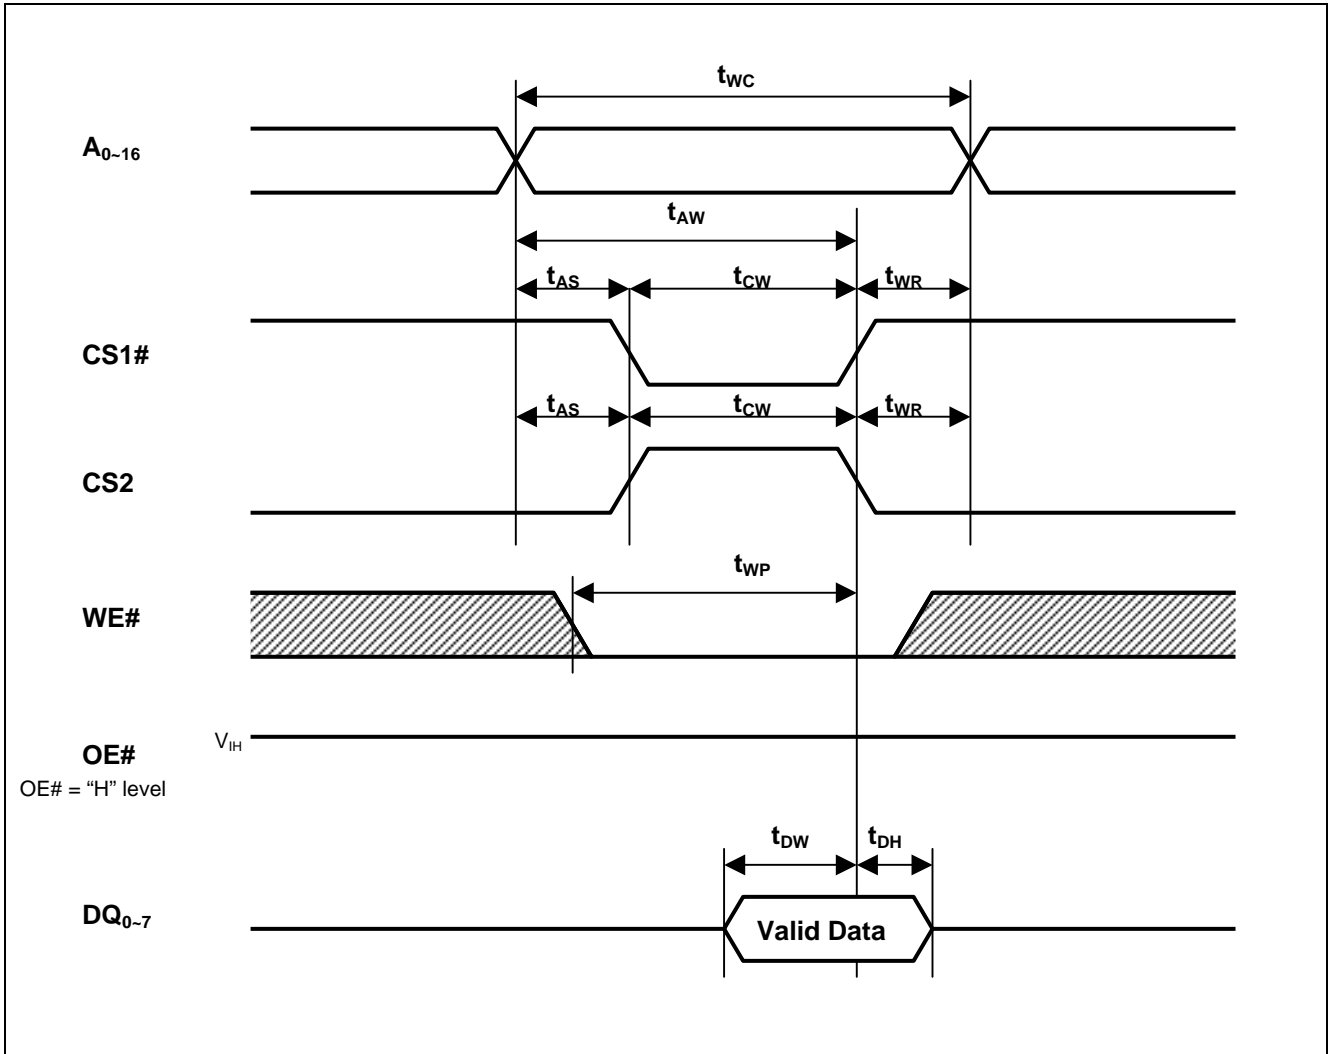 tWC
A0~16
tAW
tAS tCW tWR
CS1#
tAS tCW tWR
CS2
tWP
WE#
VIH
OE#
OE# = “H” level
tDW tDH
DQ0~7
Valid Data